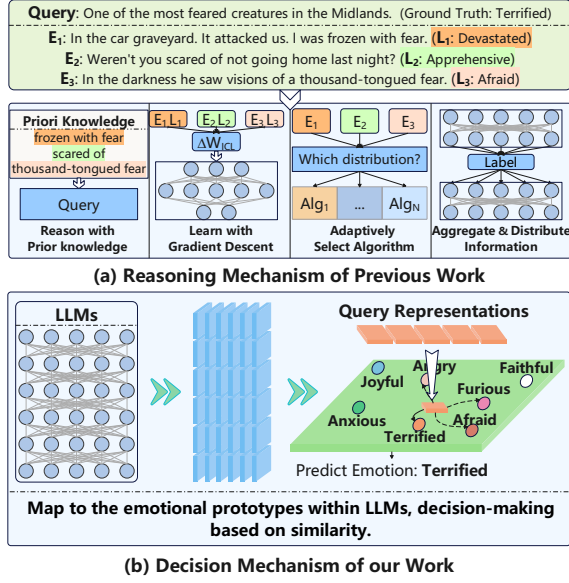 Query: One of the most feared creatures in the Midlands. (Ground Truth: Terrified)
E1: In the car graveyard. It attacked us. I was frozen with fear. (L1: Devastated)
E2: Weren't you scared of not going home last night? (L2: Apprehensive)
E3: In the darkness he saw visions of a thousand-tongued fear. (L3: Afraid)
Priori Knowledge
frozen with fear
scared of
thousand-tongued fear
Query
Reason with
Prior knowledge
E1L1 E2L2 E3L3
ΔWICL
Learn with
Gradient Descent
E1 E2 E3
Which distribution?
Alg1 ... AlgN
Adaptively
Select Algorithm
Label
Aggregate & Distribute
Information
(a) Reasoning Mechanism of Previous Work
LLMs
Query Representations
Joyful Angry Faithful
Furious
Anxious Terrified Afraid
Predict Emotion: Terrified
Map to the emotional prototypes within LLMs, decision-making
based on similarity.
(b) Decision Mechanism of our Work